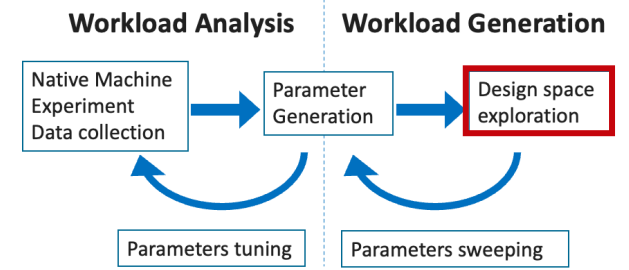 Workload Analysis
Workload Generation
Native Machine
Experiment
Data collection
Parameter
Generation
Design space
exploration
Parameters tuning
Parameters sweeping